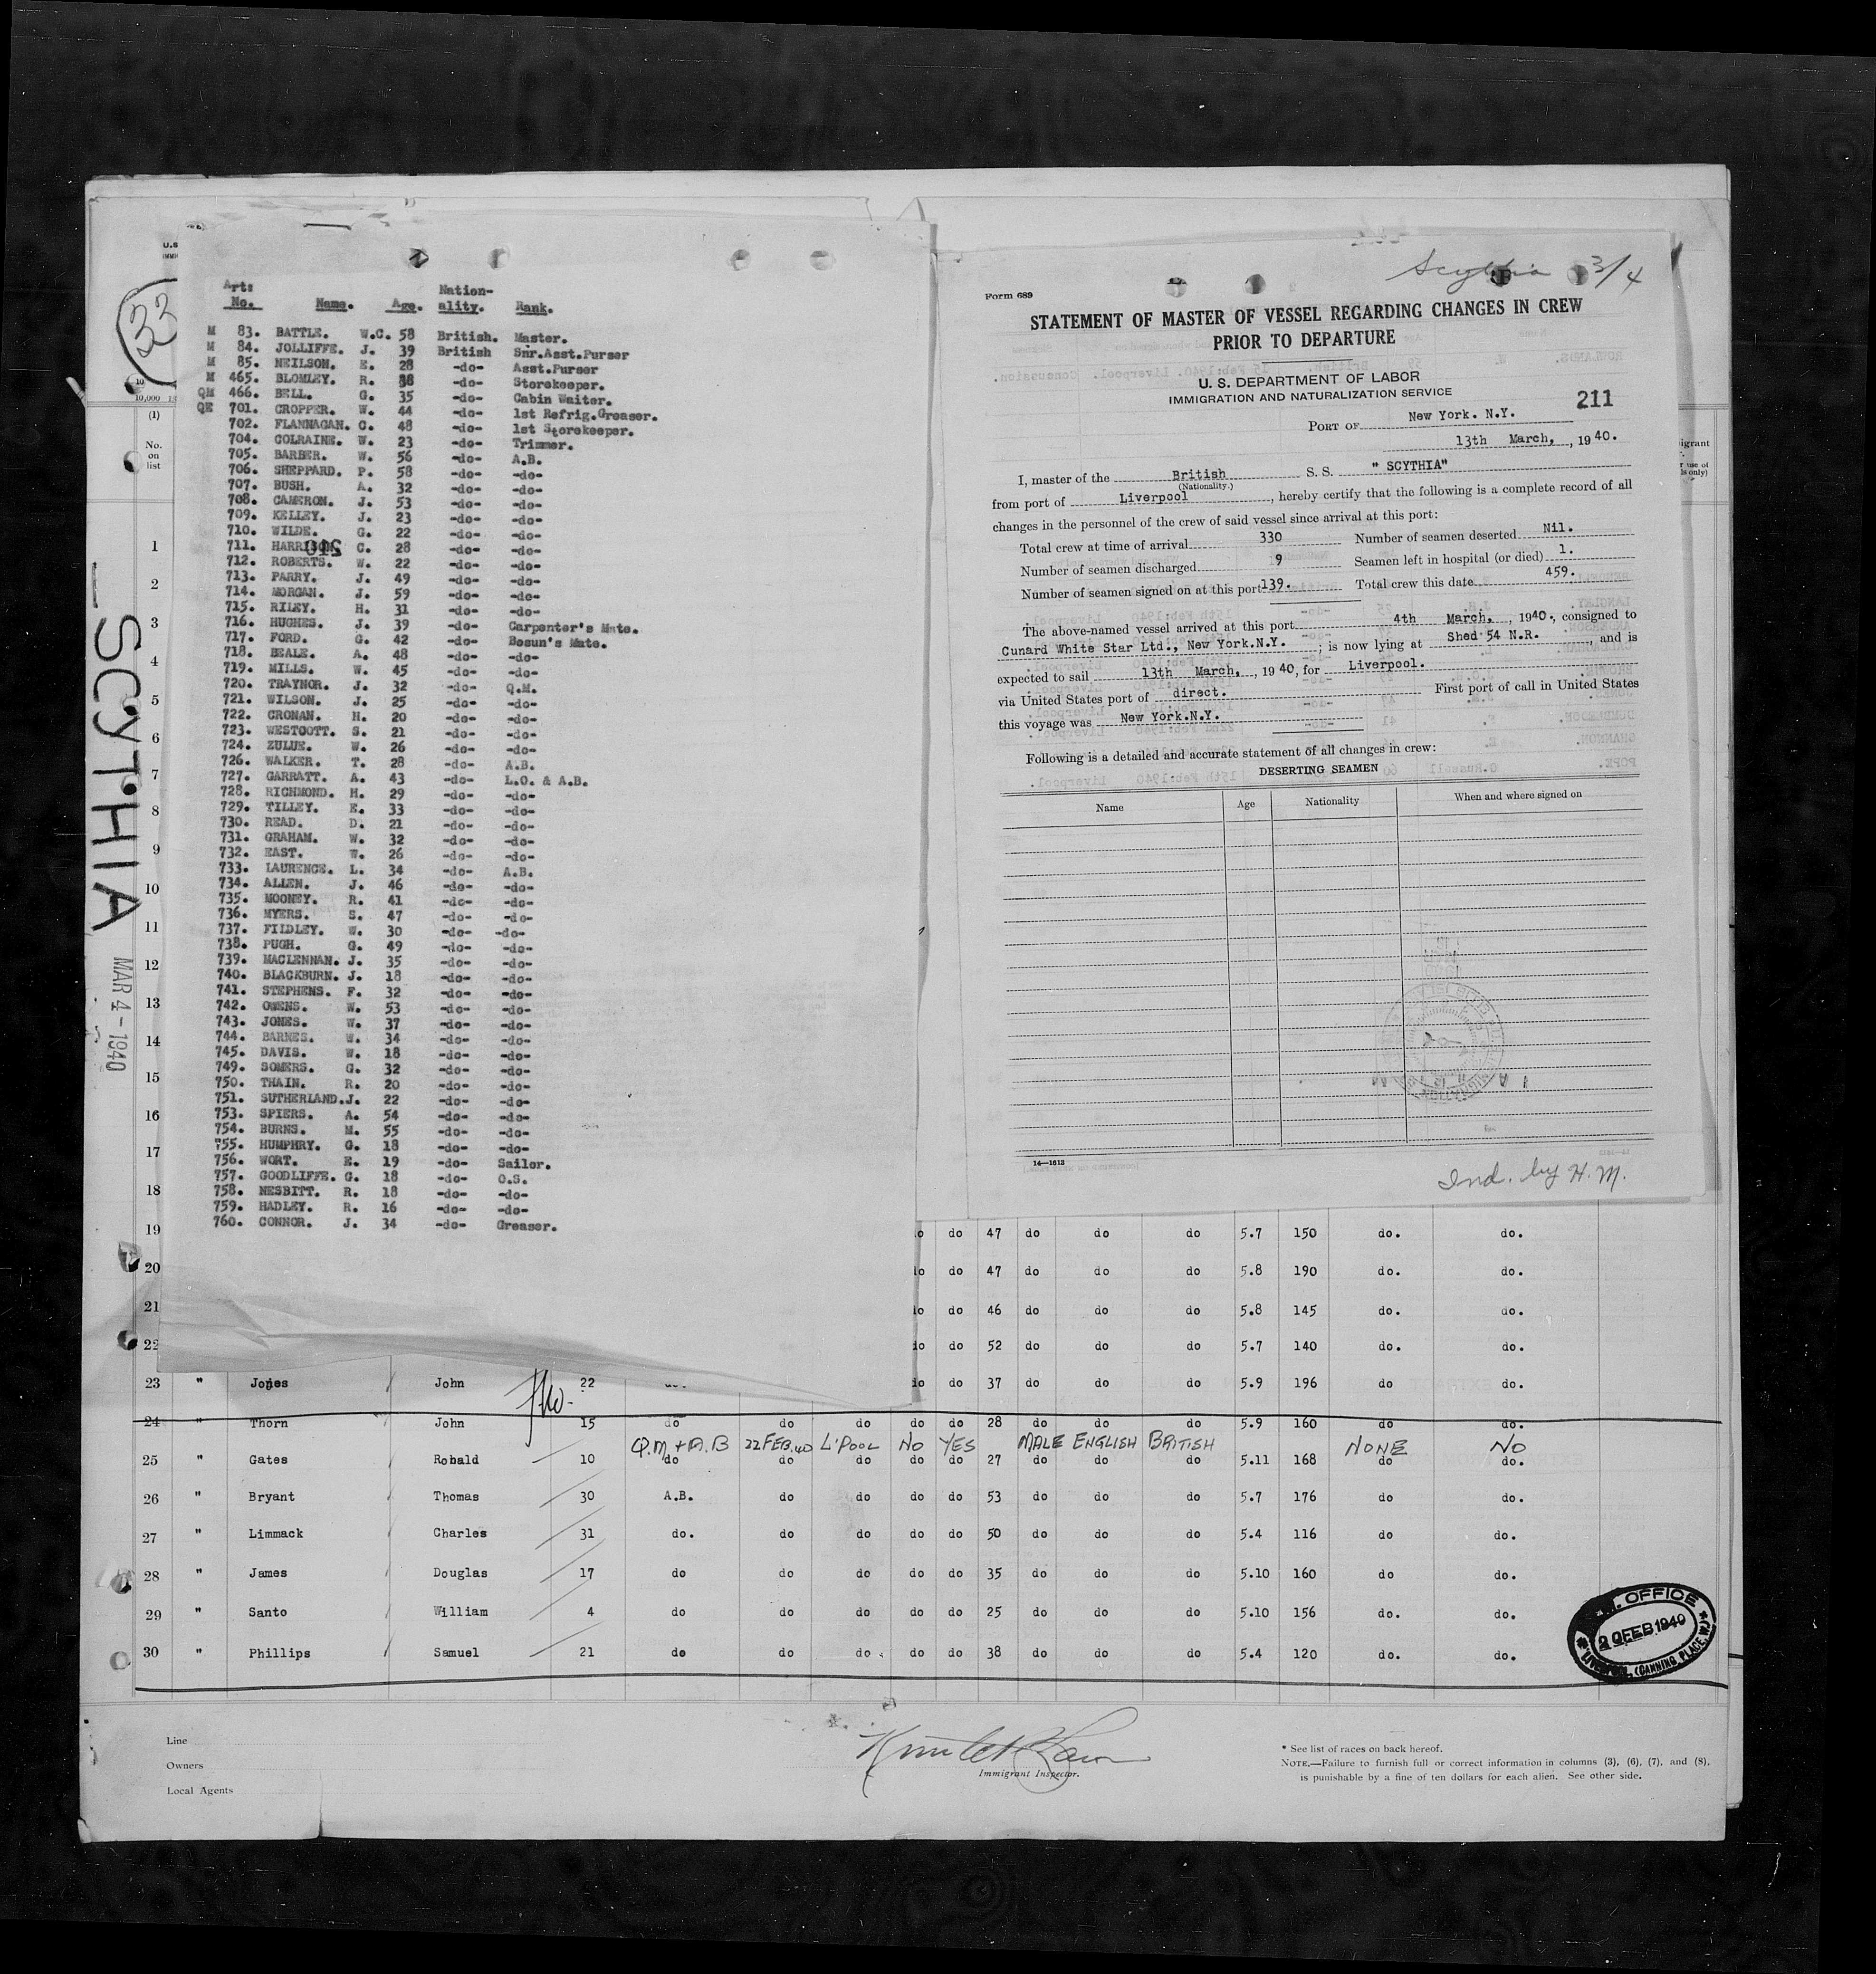 33
SCYTHIA
MAR 4 - 1940
Art: Nation-
No. Name. Age. ality. Rank.
M 83. BATTLE. W.C. 58 British. Master.
M 84. JOLLIFFE. J. 39 British Snr.Asst.Purser
M 85. NEILSON. E. 28 -do- Asst.Purser
M 465. BLOMLEY. R. 38 -do- Storekeeper.
QM 466. BELL. G. 35 -do- Cabin Waiter.
QE 701. CROPPER. W. 44 -do- 1st Refrig.Greaser.
702. FLANNAGAN. C. 48 -do- 1st Storekeeper.
704. COLRAINE. W. 23 -do- Trimmer.
705. BARBER. W. 56 -do- A.B.
706. SHEPPARD. P. 58 -do- -do-
707. BUSH. A. 32 -do- -do-
708. CAMERON. J. 53 -do- -do-
709. KELLEY. J. 23 -do- -do-
710. WILDE. G. 22 -do- -do-
711. HARRISON. C. 28 -do- -do-
712. ROBERTS. W. 22 -do- -do-
713. PARRY. J. 49 -do- -do-
714. MORGAN. J. 59 -do- -do-
715. RILEY. H. 31 -do- -do-
716. HUGHES. J. 39 -do- Carpenter's Mate.
717. FORD. G. 42 -do- Bosun's Mate.
718. BEALE. A. 48 -do- -do-
719. MILLS. W. 45 -do- -do-
720. TRAYNOR. J. 32 -do- Q.M.
721. WILSON. J. 25 -do- -do-
722. CRONAN. H. 20 -do- -do-
723. WESTCOTT. S. 21 -do- -do-
724. ZULUE. W. 26 -do- -do-
726. WALKER. T. 28 -do- A.B.
727. GARRATT. A. 43 -do- L.O. & A.B.
728. RICHMOND. H. 29 -do- -do-
729. TILLEY. E. 33 -do- -do-
730. READ. D. 21 -do- -do-
731. GRAHAM. W. 32 -do- -do-
732. EAST. W. 26 -do- -do-
733. LAURENCE. L. 34 -do- A.B.
734. ALLEN. J. 46 -do- -do-
735. MOONEY. R. 41 -do- -do-
736. MYERS. S. 47 -do- -do-
737. FILDLEY. W. 30 -do- -do-
738. PUGH. G. 49 -do- -do-
739. MACLENNAN. J. 35 -do- -do-
740. BLACKBURN. J. 18 -do- -do-
741. STEPHENS. F. 32 -do- -do-
742. OWENS. W. 53 -do- -do-
743. JONES. W. 37 -do- -do-
744. BARNES. W. 34 -do- -do-
745. DAVIS. W. 18 -do- -do-
749. SOMERS. G. 32 -do- -do-
750. THAIN. R. 20 -do- -do-
751. SUTHERLAND.J. 22 -do- -do-
753. SPIERS. A. 54 -do- -do-
754. BURNS. M. 55 -do- -do-
755. HUMPHRY. G. 18 -do- -do-
756. WORT. E. 19 -do- Sailor.
757. GOODLIFFE. G. 18 -do- O.S.
758. NESBITT. R. 18 -do- -do-
759. HADLEY. R. 16 -do- -do-
760. CONNOR. J. 34 -do- Greaser.
Scythia 3/4
Form 689
STATEMENT OF MASTER OF VESSEL REGARDING CHANGES IN CREW
PRIOR TO DEPARTURE
U. S. DEPARTMENT OF LABOR
IMMIGRATION AND NATURALIZATION SERVICE
211
PORT OF New York. N.Y.
13th March, , 1940.
I, master of the British S. S. " SCYTHIA"
(Nationality.)
from port of Liverpool , hereby certify that the following is a complete record of all
changes in the personnel of the crew of said vessel since arrival at this port:
Total crew at time of arrival 330 Number of seamen deserted Nil.
Number of seamen discharged 9 Seamen left in hospital (or died) 1.
Number of seamen signed on at this port 139. Total crew this date 459.
The above-named vessel arrived at this port 4th March, , 1940., consigned to
Cunard White Star Ltd., New York.N.Y. ; is now lying at Shed 54 N.R. , and is
expected to sail 13th March, , 1940, for Liverpool.
via United States port of direct. First port of call in United States
this voyage was New York.N.Y.
Following is a detailed and accurate statement of all changes in crew:
DESERTING SEAMEN
Name Age Nationality When and where signed on
14—1613
Ind. by H. M.
(1)
No.
on
list
1
2
3
4
5
6
7
8
9
10
11
12
13
14
15
16
17
18
19 do 47 do do do 5.7 150 do. do.
20 do 47 do do do 5.8 190 do. do.
21 do 46 do do do 5.8 145 do. do.
22 do 52 do do do 5.7 140 do. do.
23 " Jones John 22 do 37 do do do 5.9 196 do do.
24 " Thorn John 15 do do do do do 28 do do do 5.9 160 do do.
Q.M. + A.B 22 FEB.40 L'POOL NO YES MALE ENGLISH BRITISH NONE NO
25 " Gates Robald 10 do do do do do 27 do do do 5.11 168 do do.
26 " Bryant Thomas 30 A.B. do do do do 53 do do do 5.7 176 do do.
27 " Limmack Charles 31 do. do do do do 50 do do do 5.4 116 do do.
28 " James Douglas 17 do do do do do 35 do do do 5.10 160 do do.
29 " Santo William 4 do do do do do 25 do do do 5.10 156 do. do.
30 " Phillips Samuel 21 do do do do do 38 do do do 5.4 120 do. do.
OFFICE
20 FEB 1940
LIVERPOOL (CANNING PLACE)
Line
Owners
Local Agents
Immigrant Inspector.
* See list of races on back hereof.
NOTE.—Failure to furnish full or correct information in columns (3), (6), (7), and (8),
is punishable by a fine of ten dollars for each alien. See other side.